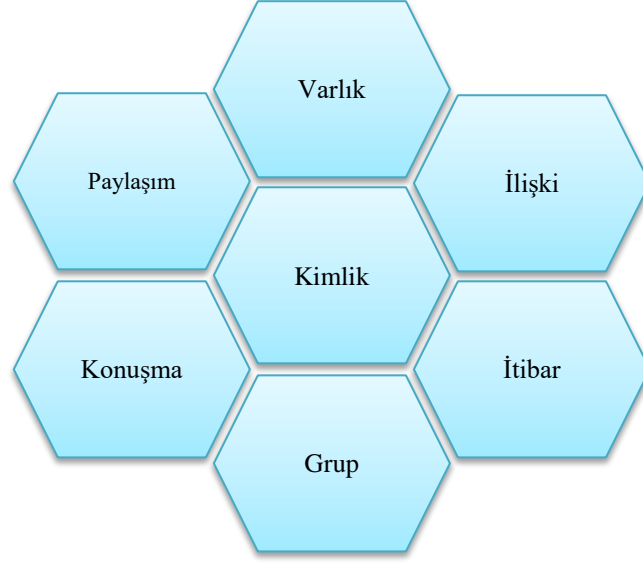 Varlık
Paylaşım
İlişki
Kimlik
Konuşma
İtibar
Grup